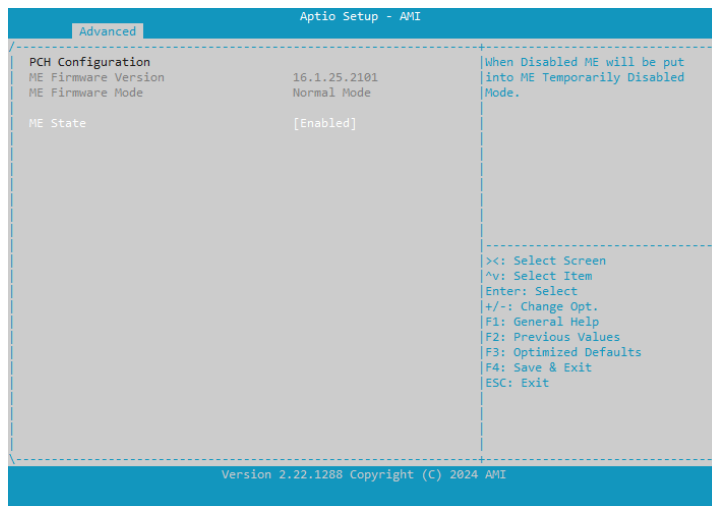 Aptio Setup - AMI
Advanced
PCH Configuration
ME Firmware Version 16.1.25.2101
ME Firmware Mode Normal Mode
ME State [Enabled]
When Disabled ME will be put
into ME Temporarily Disabled
Mode.
><: Select Screen
^v: Select Item
Enter: Select
+/-: Change Opt.
F1: General Help
F2: Previous Values
F3: Optimized Defaults
F4: Save & Exit
ESC: Exit
Version 2.22.1288 Copyright (C) 2024 AMI